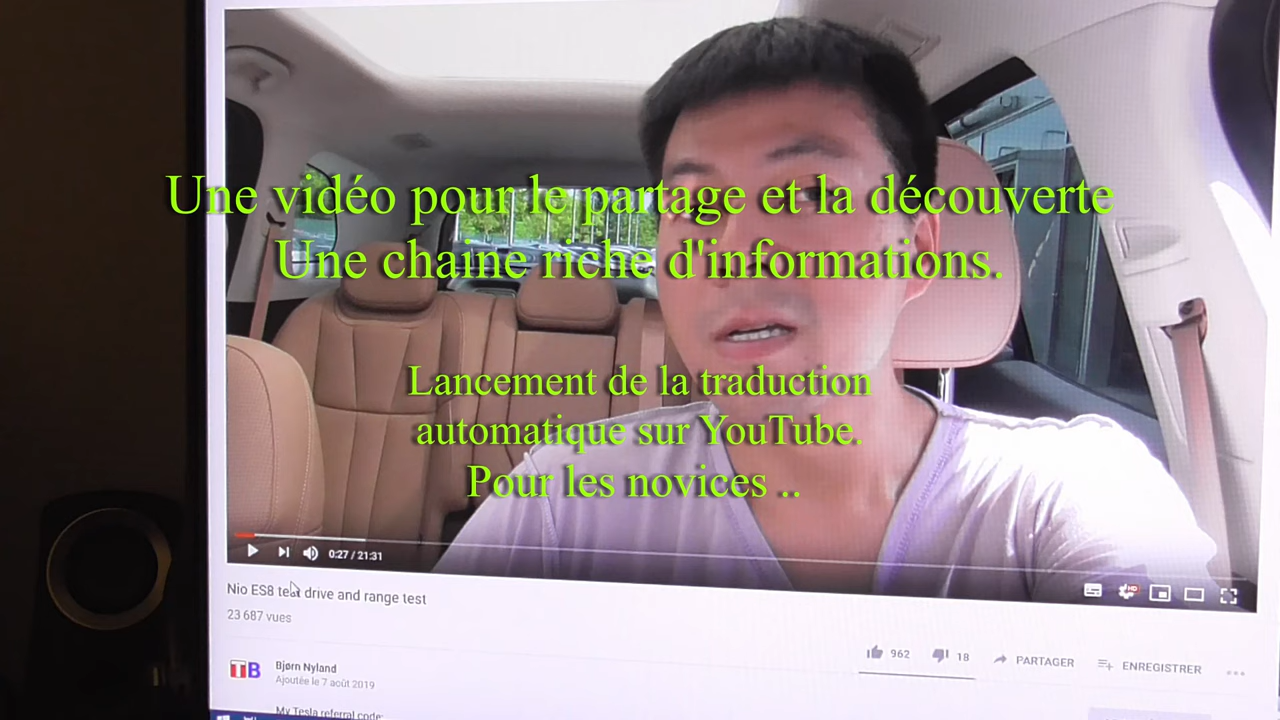 Une vidéo pour le partage et la découverte
Une chaine riche d'informations.
Lancement de la traduction
automatique sur YouTube.
Pour les novices ..
0:27 / 21:31
HD
Nio ES8 test drive and range test
23 687 vues
962
18
PARTAGER
ENREGISTRER
TB
Bjørn Nyland
Ajoutée le 7 août 2019
My Tesla referral code: